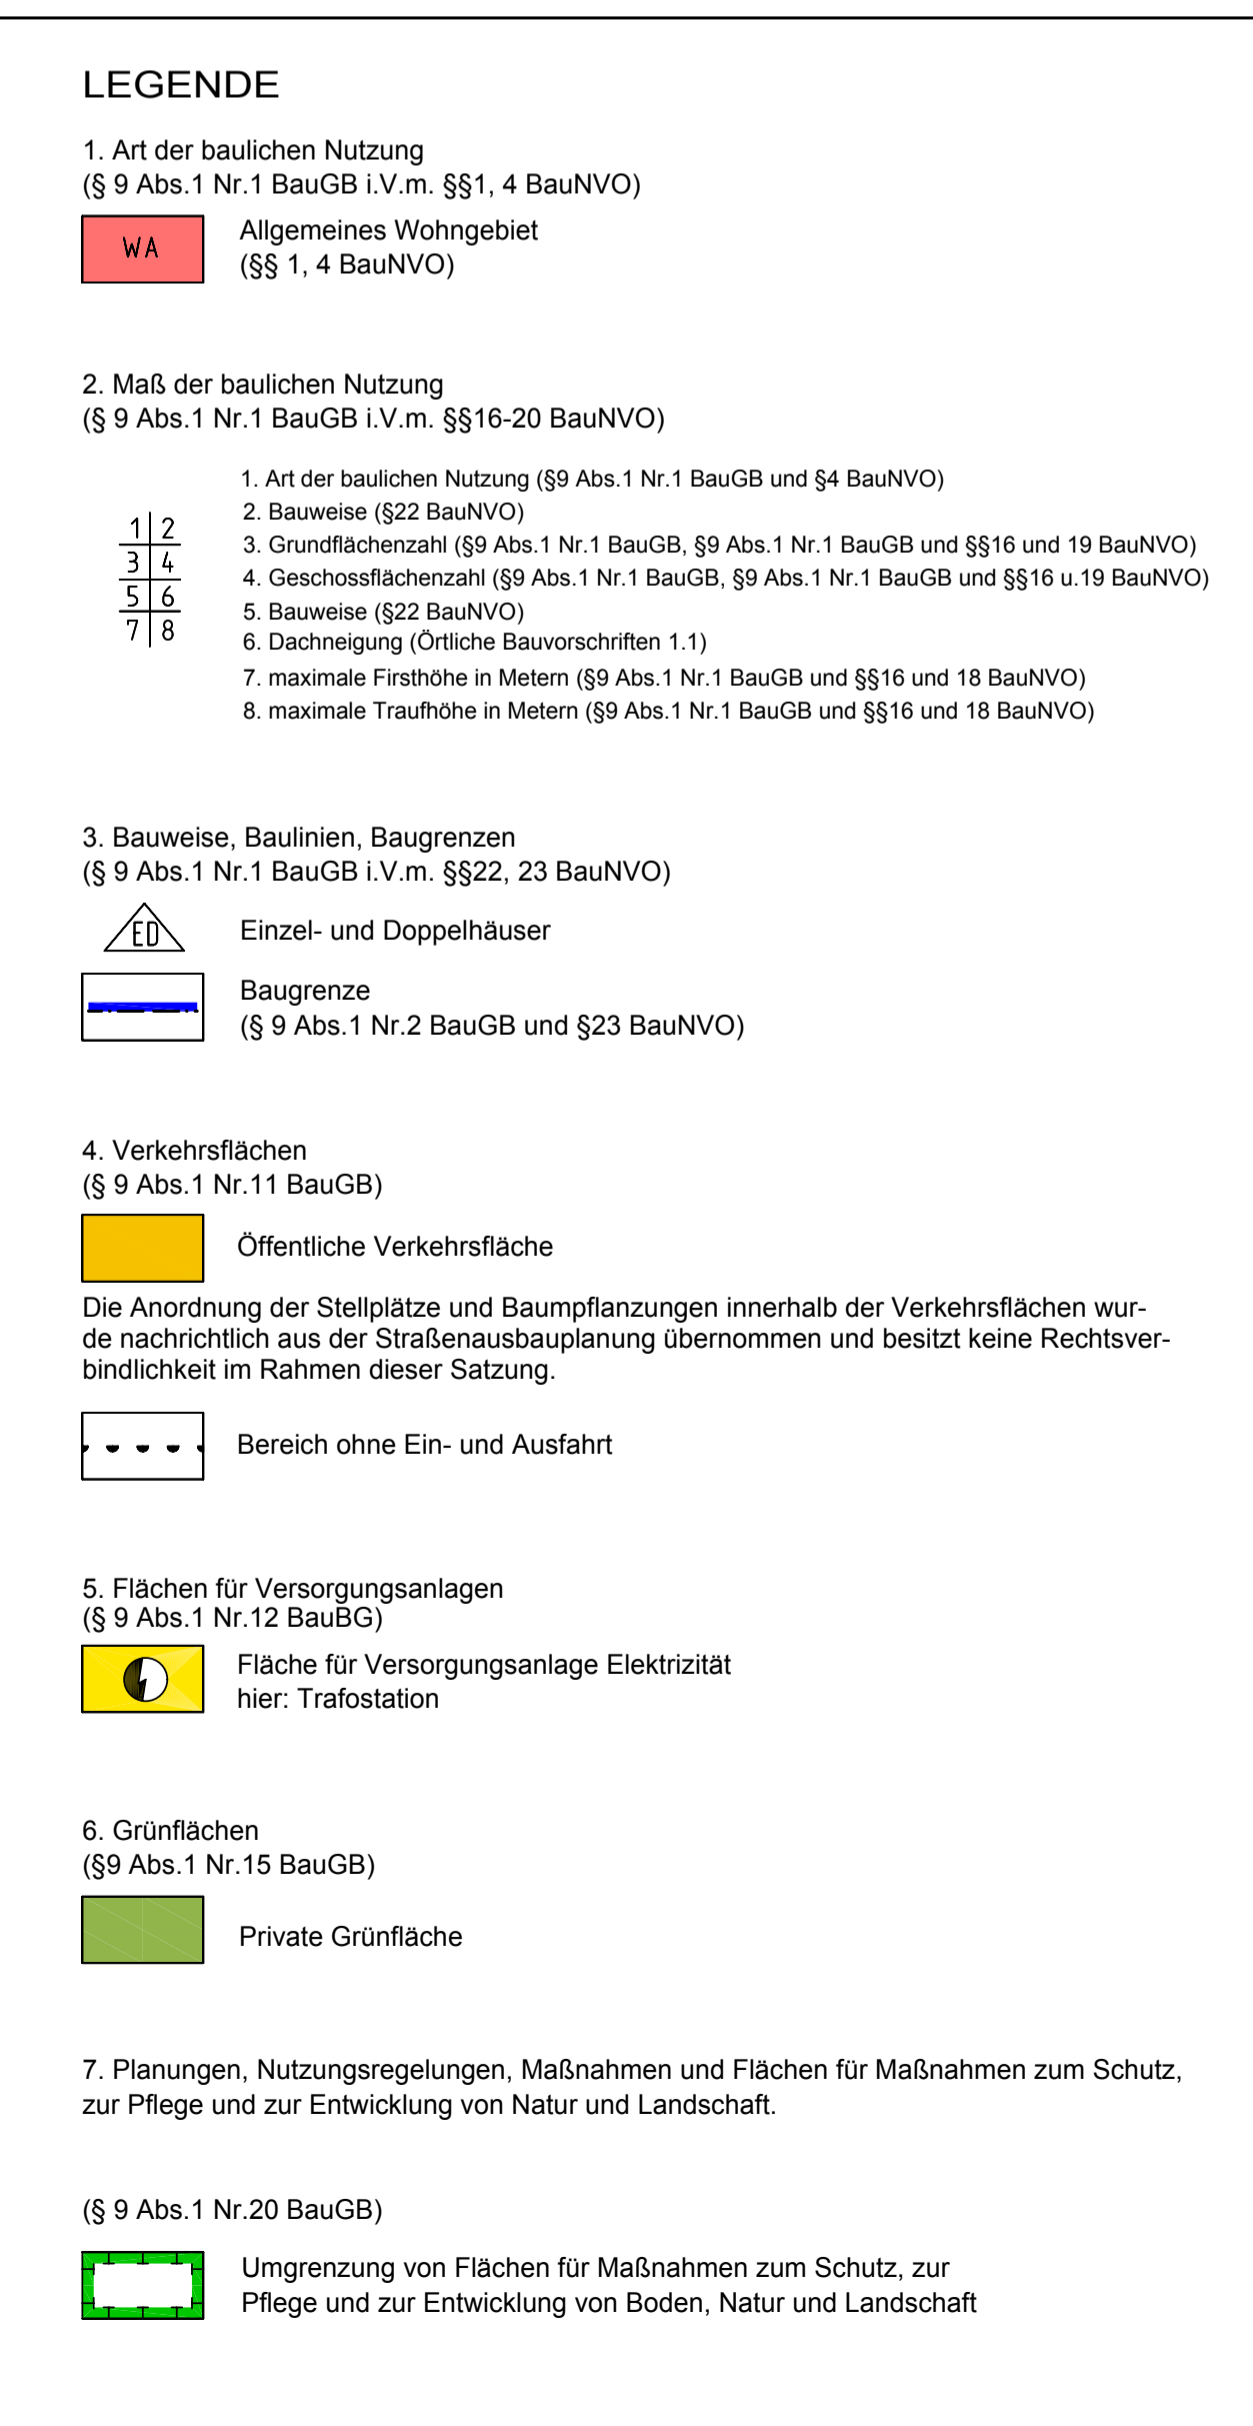 LEGENDE
1. Art der baulichen Nutzung
(§ 9 Abs.1 Nr.1 BauGB i.V.m. §§1, 4 BauNVO)
WA
Allgemeines Wohngebiet
(§§ 1, 4 BauNVO)
2. Maß der baulichen Nutzung
(§ 9 Abs.1 Nr.1 BauGB i.V.m. §§16-20 BauNVO)
1 2
3 4
5 6
7 8
1. Art der baulichen Nutzung (§9 Abs.1 Nr.1 BauGB und §4 BauNVO)
2. Bauweise (§22 BauNVO)
3. Grundflächenzahl (§9 Abs.1 Nr.1 BauGB, §9 Abs.1 Nr.1 BauGB und §§16 und 19 BauNVO)
4. Geschossflächenzahl (§9 Abs.1 Nr.1 BauGB, §9 Abs.1 Nr.1 BauGB und §§16 u.19 BauNVO)
5. Bauweise (§22 BauNVO)
6. Dachneigung (Örtliche Bauvorschriften 1.1)
7. maximale Firsthöhe in Metern (§9 Abs.1 Nr.1 BauGB und §§16 und 18 BauNVO)
8. maximale Traufhöhe in Metern (§9 Abs.1 Nr.1 BauGB und §§16 und 18 BauNVO)
3. Bauweise, Baulinien, Baugrenzen
(§ 9 Abs.1 Nr.1 BauGB i.V.m. §§22, 23 BauNVO)
ED
Einzel- und Doppelhäuser
Baugrenze
(§ 9 Abs.1 Nr.2 BauGB und §23 BauNVO)
4. Verkehrsflächen
(§ 9 Abs.1 Nr.11 BauGB)
Öffentliche Verkehrsfläche
Die Anordnung der Stellplätze und Baumpflanzungen innerhalb der Verkehrsflächen wur-
de nachrichtlich aus der Straßenausbauplanung übernommen und besitzt keine Rechtsver-
bindlichkeit im Rahmen dieser Satzung.
Bereich ohne Ein- und Ausfahrt
5. Flächen für Versorgungsanlagen
(§ 9 Abs.1 Nr.12 BauBG)
Fläche für Versorgungsanlage Elektrizität
hier: Trafostation
6. Grünflächen
(§9 Abs.1 Nr.15 BauGB)
Private Grünfläche
7. Planungen, Nutzungsregelungen, Maßnahmen und Flächen für Maßnahmen zum Schutz,
zur Pflege und zur Entwicklung von Natur und Landschaft.
(§ 9 Abs.1 Nr.20 BauGB)
Umgrenzung von Flächen für Maßnahmen zum Schutz, zur
Pflege und zur Entwicklung von Boden, Natur und Landschaft